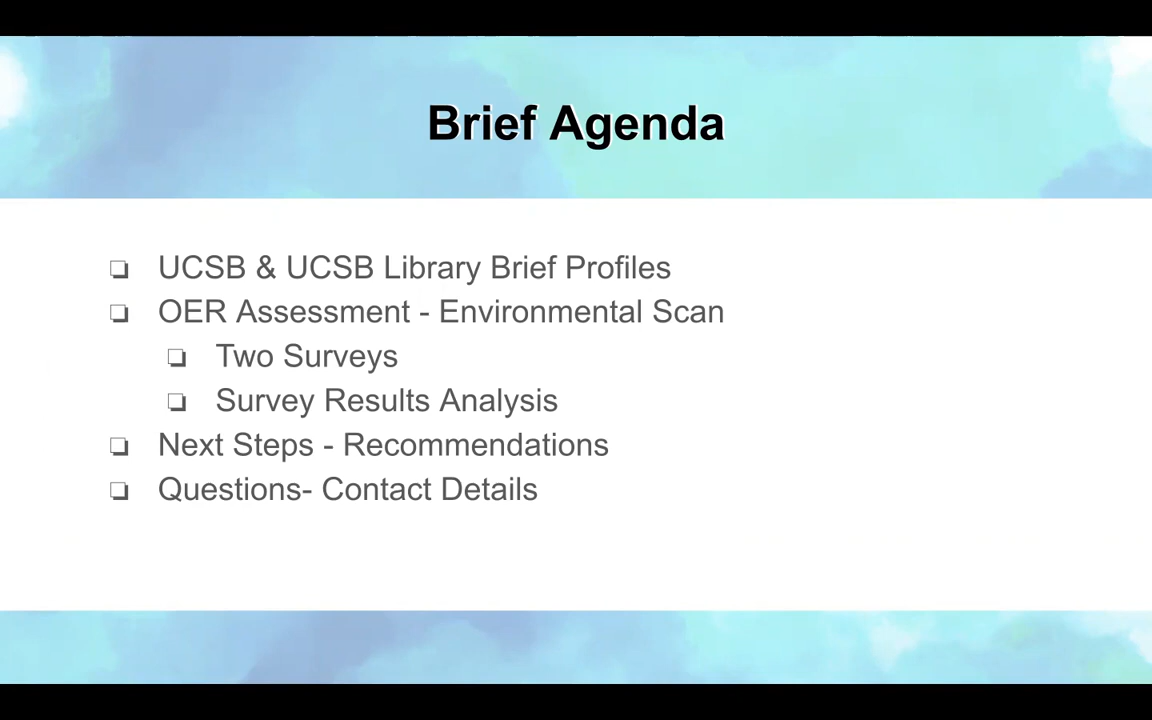 Brief Agenda
❏ UCSB & UCSB Library Brief Profiles
❏ OER Assessment - Environmental Scan
❏ Two Surveys
❏ Survey Results Analysis
❏ Next Steps - Recommendations
❏ Questions- Contact Details